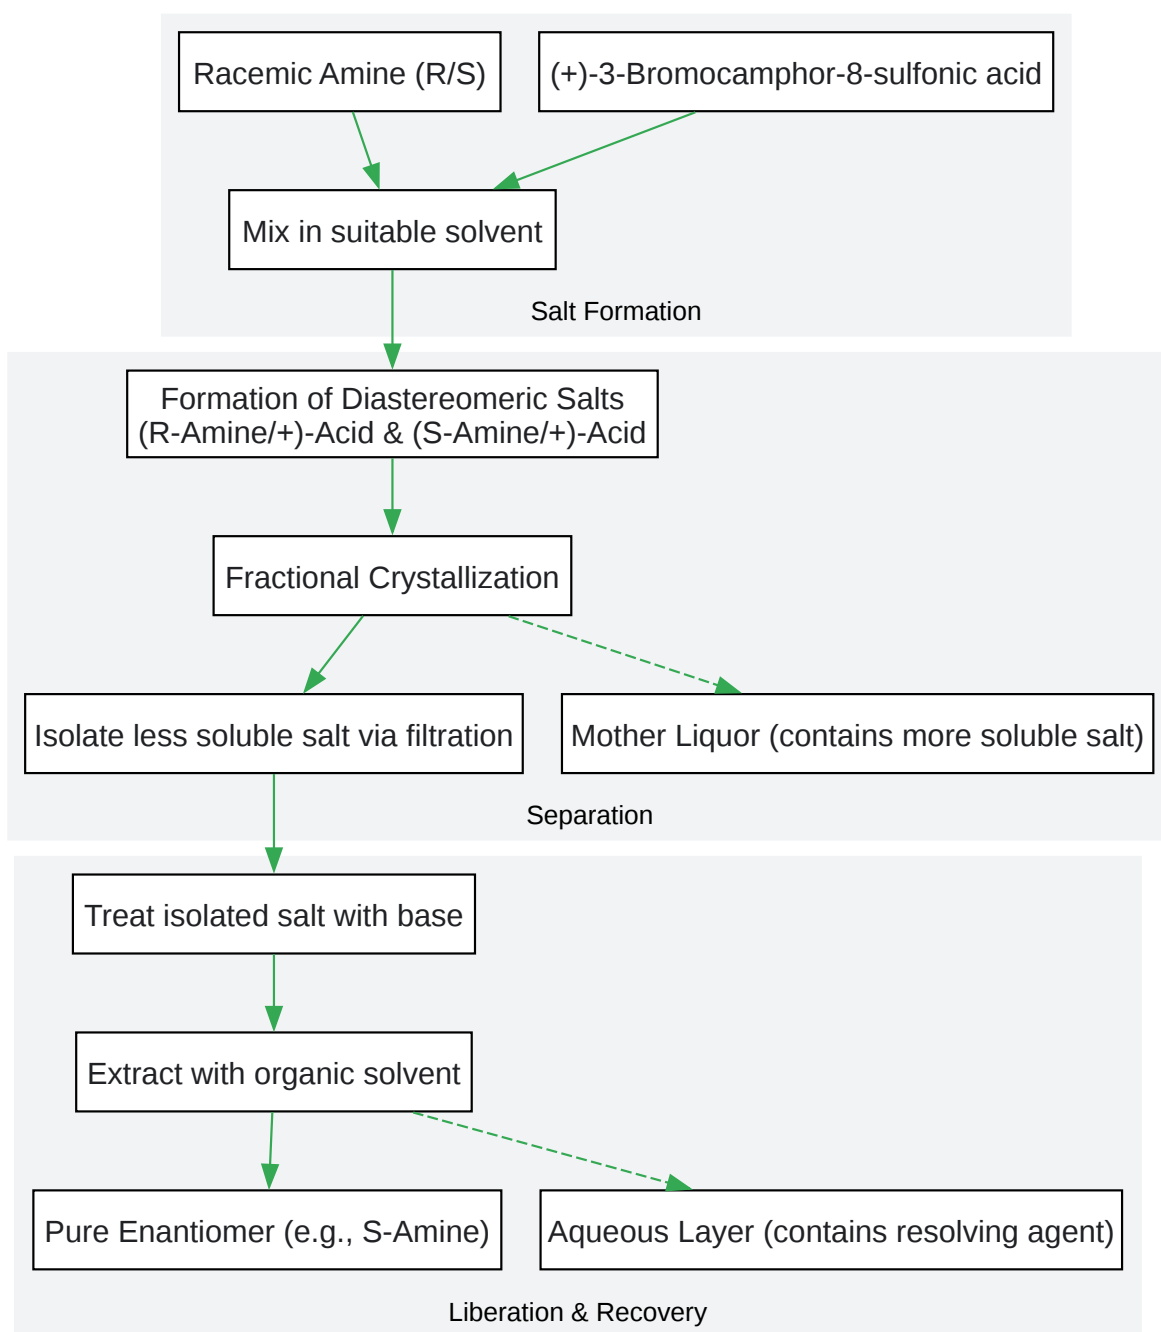 Racemic Amine (R/S)
(+)-3-Bromocamphor-8-sulfonic acid
Mix in suitable solvent
Salt Formation
Formation of Diastereomeric Salts
(R-Amine/+)-Acid & (S-Amine/+)-Acid
Fractional Crystallization
Isolate less soluble salt via filtration
Mother Liquor (contains more soluble salt)
Separation
Treat isolated salt with base
Extract with organic solvent
Pure Enantiomer (e.g., S-Amine)
Aqueous Layer (contains resolving agent)
Liberation & Recovery